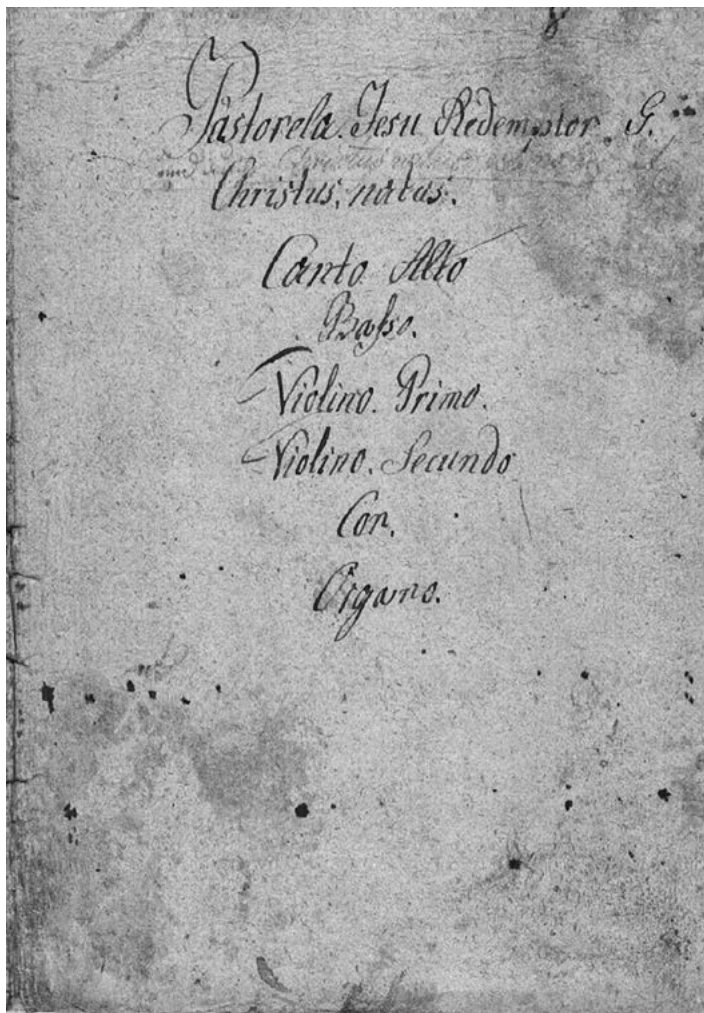 Pastorela. Jesu Redemptor. G.
Christus. natus.
Canto. Alto
Basso.
Violino. Primo.
Violino. Secundo
Cor.
Organo.